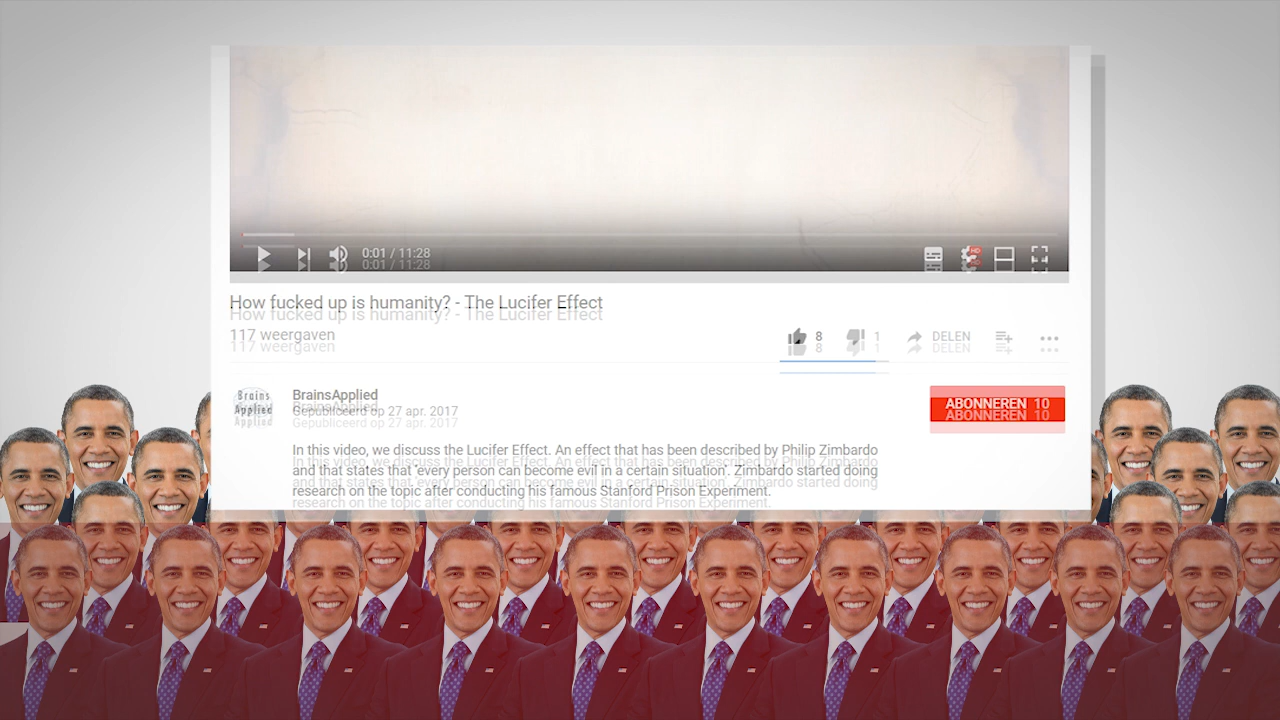 0:01 / 11:28
HD
How fucked up is humanity? - The Lucifer Effect
117 weergaven
8
1
DELEN
Brains
Applied
BrainsApplied
Gepubliceerd op 27 apr. 2017
ABONNEREN 10
In this video, we discuss the Lucifer Effect. An effect that has been described by Philip Zimbardo
and that states that 'every person can become evil in a certain situation'. Zimbardo started doing
research on the topic after conducting his famous Stanford Prison Experiment.